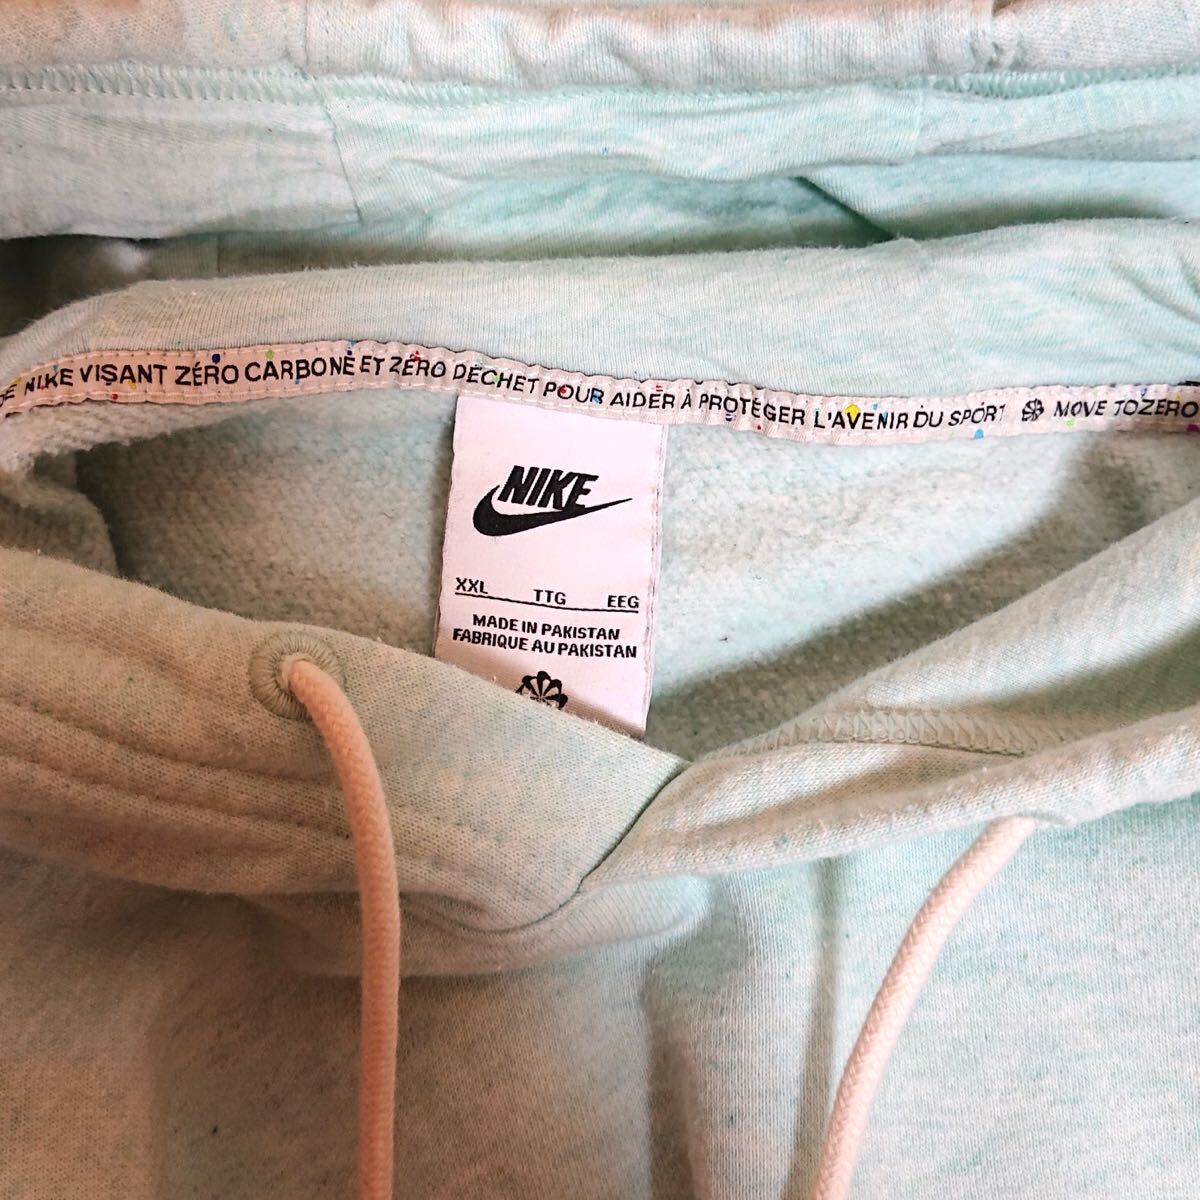 DE NIKE VISANT ZÉRO CARBONE ET ZÉRO DÉCHET POUR AIDER À PROTÉGER L'AVENIR DU SPORT MOVE TO ZERO
NIKE
XXL TTG EEG
MADE IN PAKISTAN
FABRIQUE AU PAKISTAN